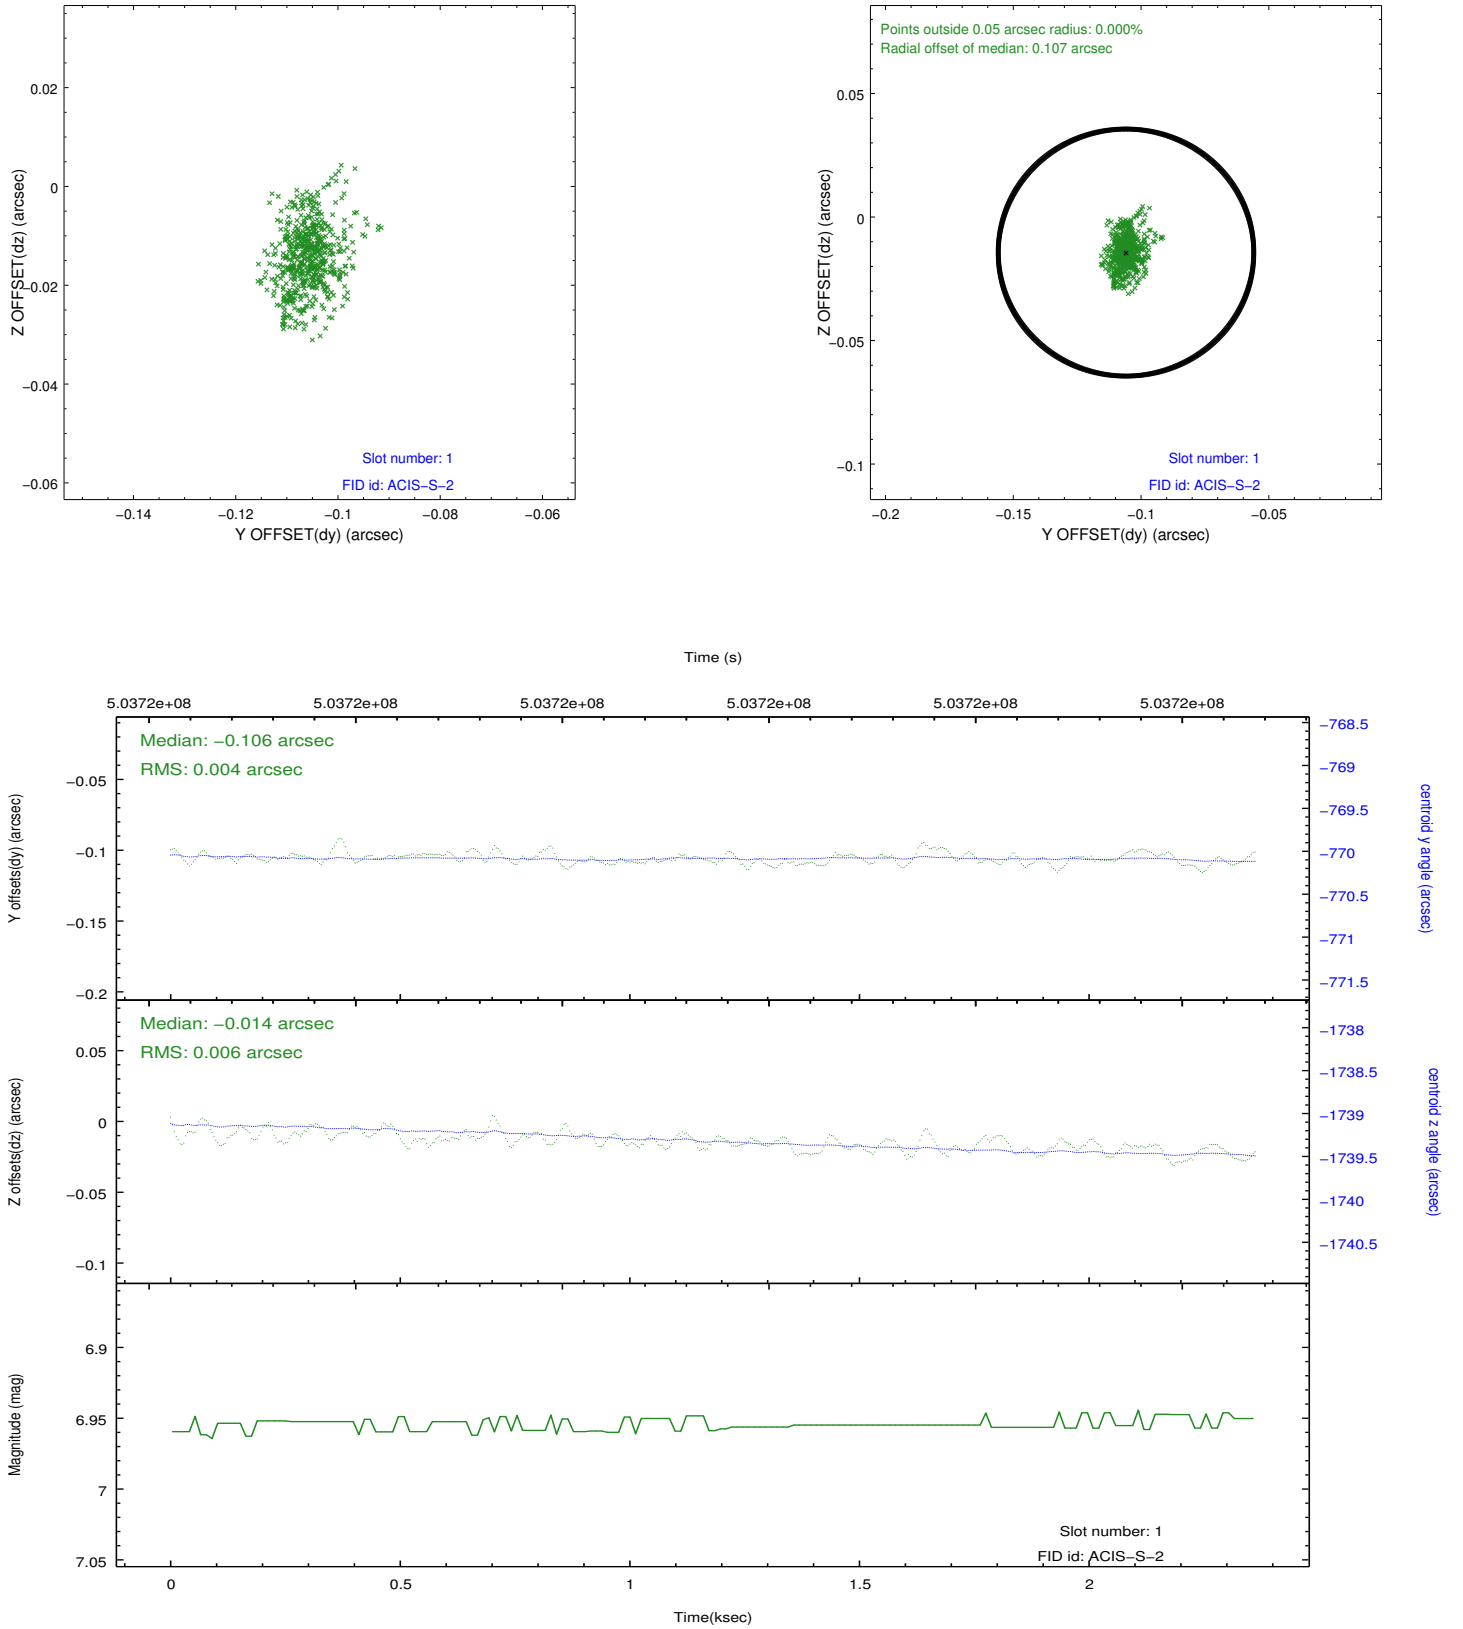 0.02
0
−0.02
−0.04
−0.06
Z OFFSET(dz) (arcsec)
Slot number: 1
FID id: ACIS−S−2
−0.14
−0.12
−0.1
−0.08
−0.06
Y OFFSET(dy) (arcsec)
Points outside 0.05 arcsec radius: 0.000%
Radial offset of median: 0.107 arcsec
0.05
0
−0.05
−0.1
Z OFFSET(dz) (arcsec)
Slot number: 1
FID id: ACIS−S−2
−0.2
−0.15
−0.1
−0.05
Y OFFSET(dy) (arcsec)
Time (s)
5.0372e+08
5.0372e+08
5.0372e+08
5.0372e+08
5.0372e+08
5.0372e+08
Median: −0.106 arcsec
RMS: 0.004 arcsec
−0.05
−0.1
−0.15
−0.2
Y offsets(dy) (arcsec)
−768.5
−769
−769.5
−770
−770.5
−771
−771.5
centroid y angle (arcsec)
Median: −0.014 arcsec
RMS: 0.006 arcsec
0.05
0
−0.05
−0.1
Z offsets(dz) (arcsec)
−1738
−1738.5
−1739
−1739.5
−1740
−1740.5
centroid z angle (arcsec)
6.9
6.95
7
7.05
Magnitude (mag)
Slot number: 1
FID id: ACIS−S−2
0
0.5
1
1.5
2
Time(ksec)